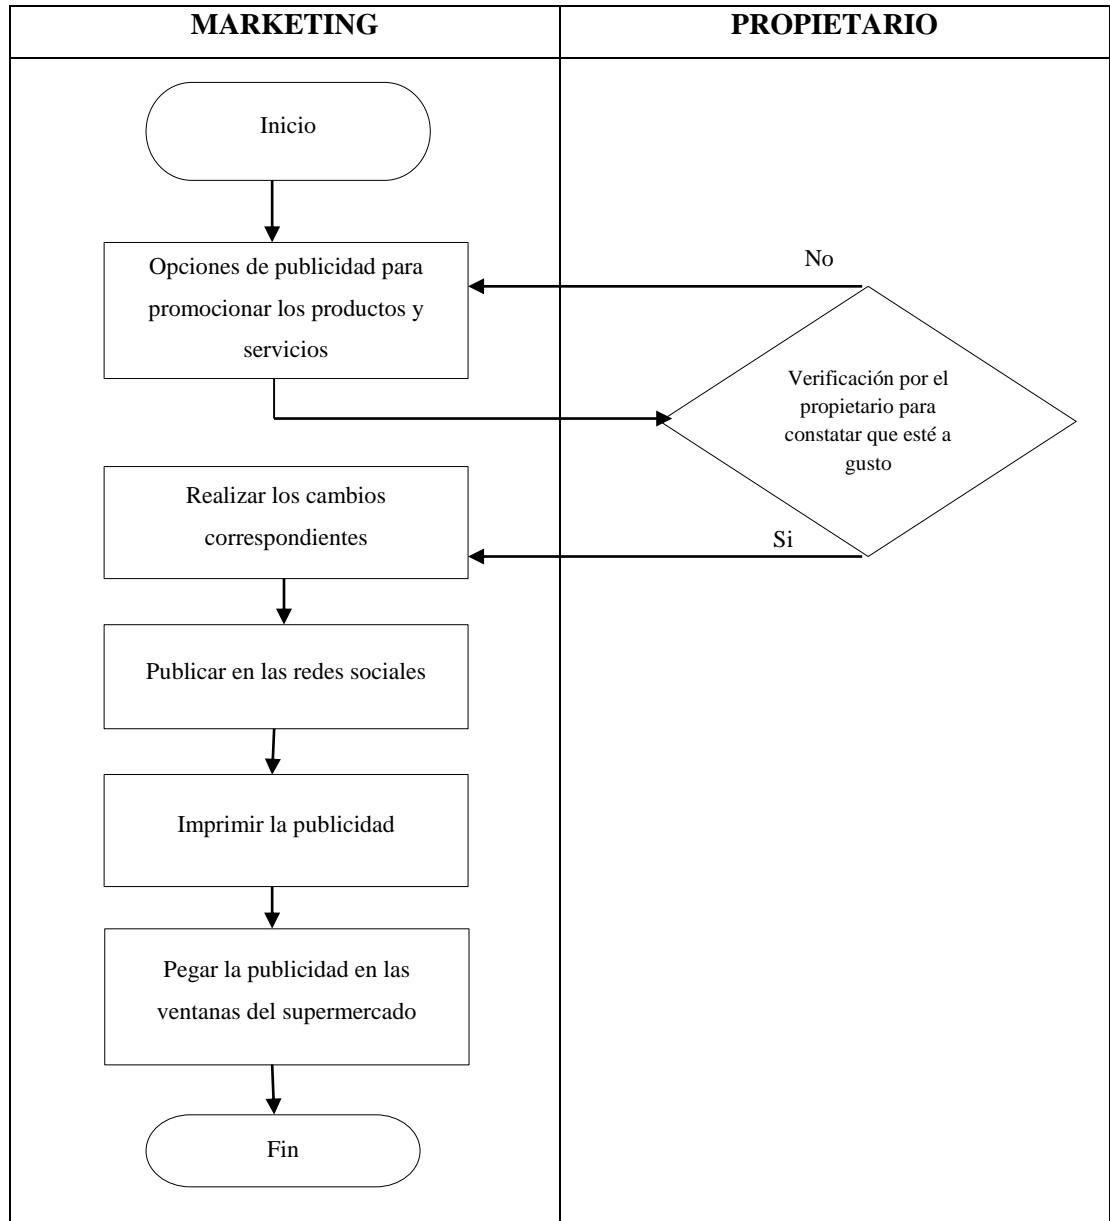 MARKETING
PROPIETARIO
Inicio
Opciones de publicidad para
promocionar los productos y
servicios
No
Verificación por el
propietario para
constatar que esté a
gusto
Si
Realizar los cambios
correspondientes
Publicar en las redes sociales
Imprimir la publicidad
Pegar la publicidad en las
ventanas del supermercado
Fin